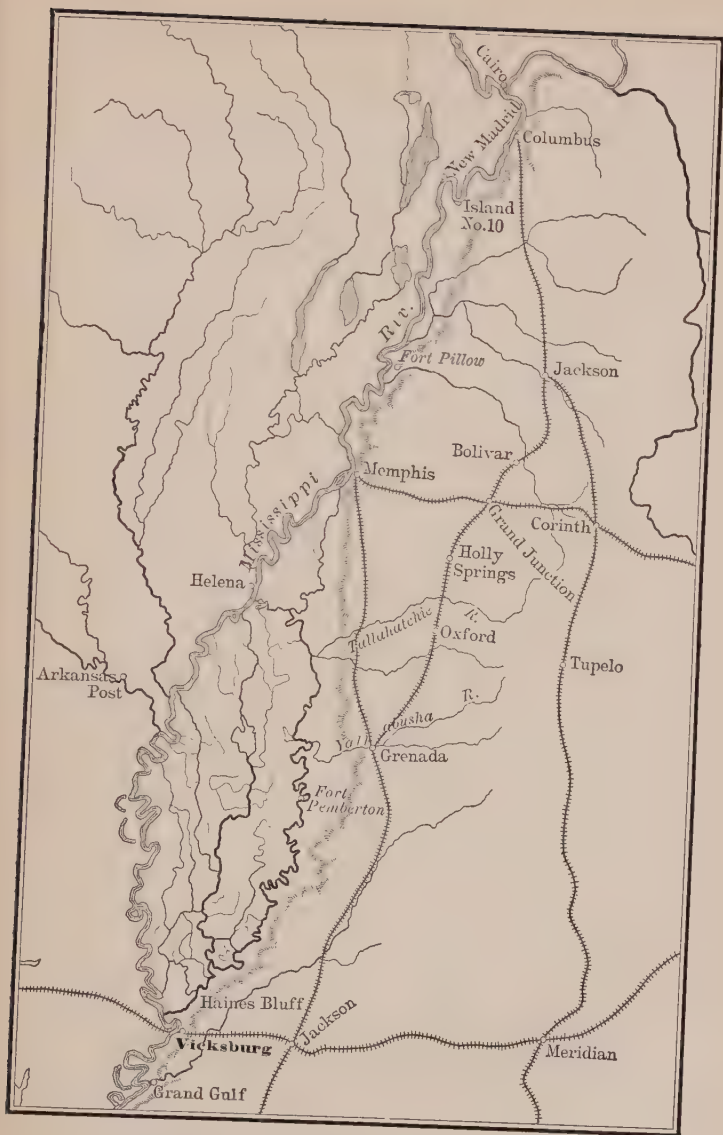 Cairo
New Madrid
Columbus
Island
No.10
Riv.
Fort Pillow
Jackson
Bolivar
Memphis
Mississippi
Grand Junction
Corinth
Holly
Springs
Helena
Tallahatchie R.
Oxford
Arkansas
Post
Tupelo
Yallabusha R.
Grenada
Fort
Pemberton
Haines Bluff
Jackson
Vicksburg
Meridian
Grand Gulf